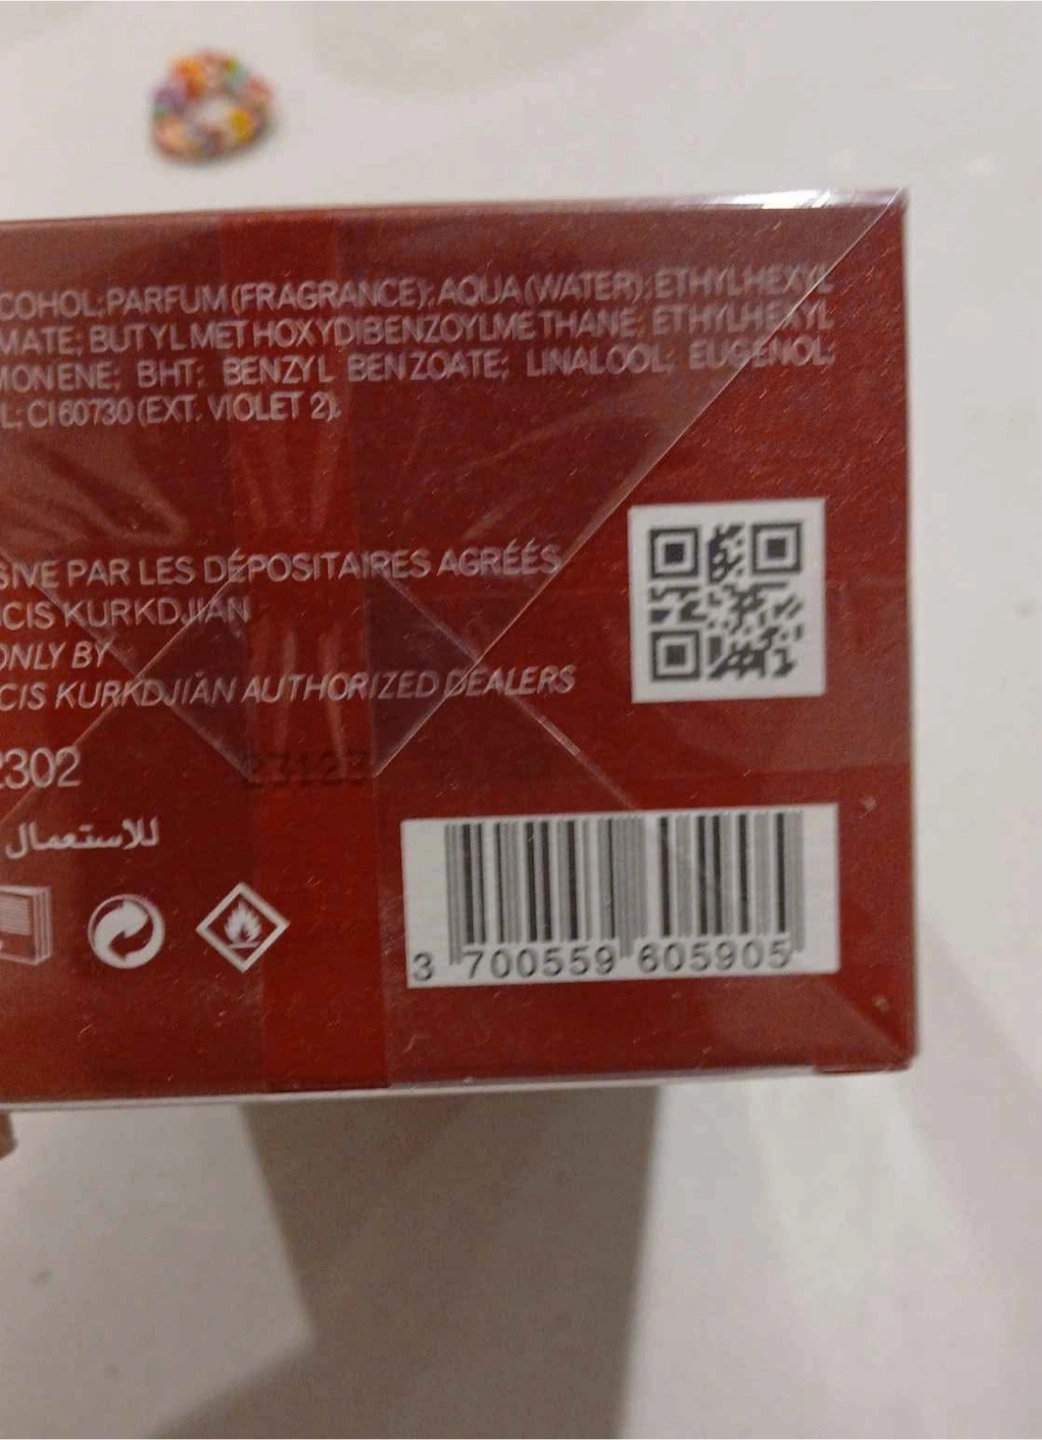 COHOL; PARFUM (FRAGRANCE); AQUA (WATER); ETHYLHEXYL
MATE; BUTYL METHOXYDIBENZOYLMETHANE; ETHYLHEXYL
MONENE; BHT; BENZYL BENZOATE; LINALOOL; EUGENOL;
L; CI 60730 (EXT. VIOLET 2).
SIVE PAR LES DÉPOSITAIRES AGRÉÉS
CIS KURKDJIAN
ONLY BY
CIS KURKDJIAN AUTHORIZED DEALERS
2302
للاستعمال
3 700559 605905